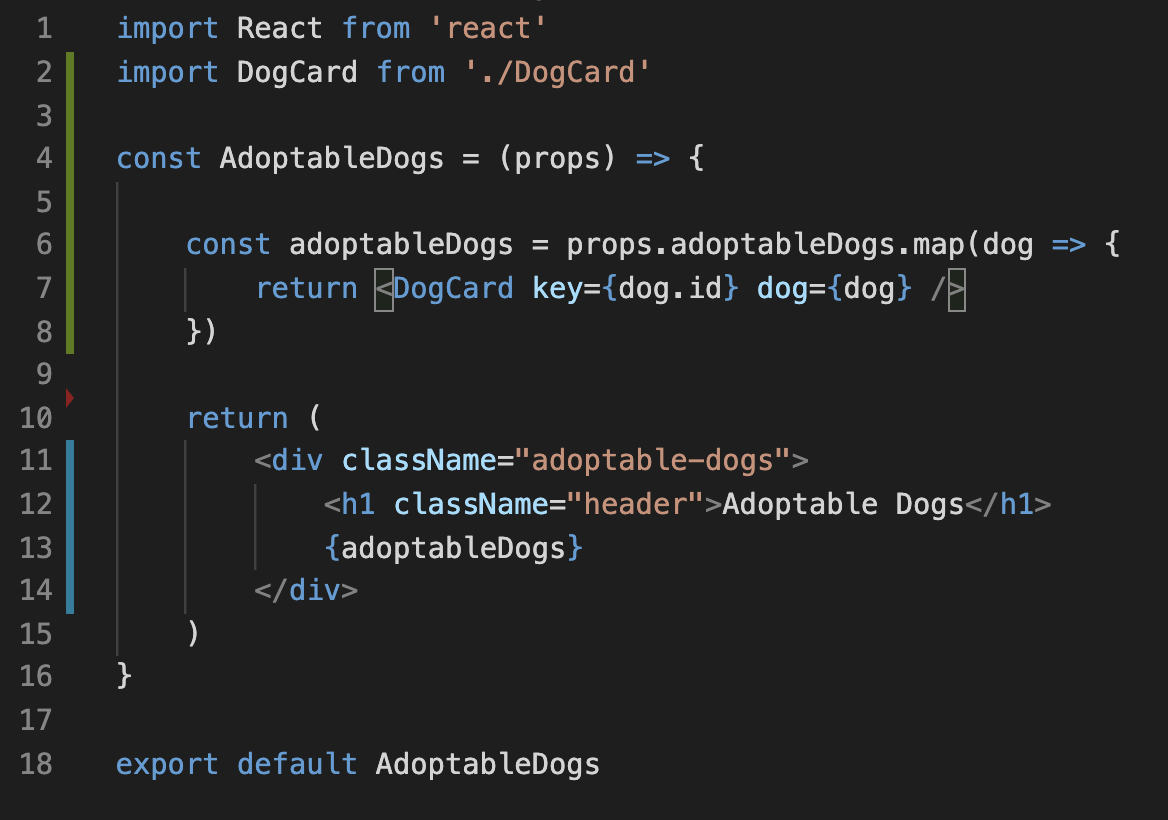 1 import React from 'react'
2 import DogCard from './DogCard'
3
4 const AdoptableDogs = (props) => {
5
6     const adoptableDogs = props.adoptableDogs.map(dog => {
7         return <DogCard key={dog.id} dog={dog} />
8     })
9
10     return (
11         <div className="adoptable-dogs">
12             <h1 className="header">Adoptable Dogs</h1>
13             {adoptableDogs}
14         </div>
15     )
16 }
17
18 export default AdoptableDogs